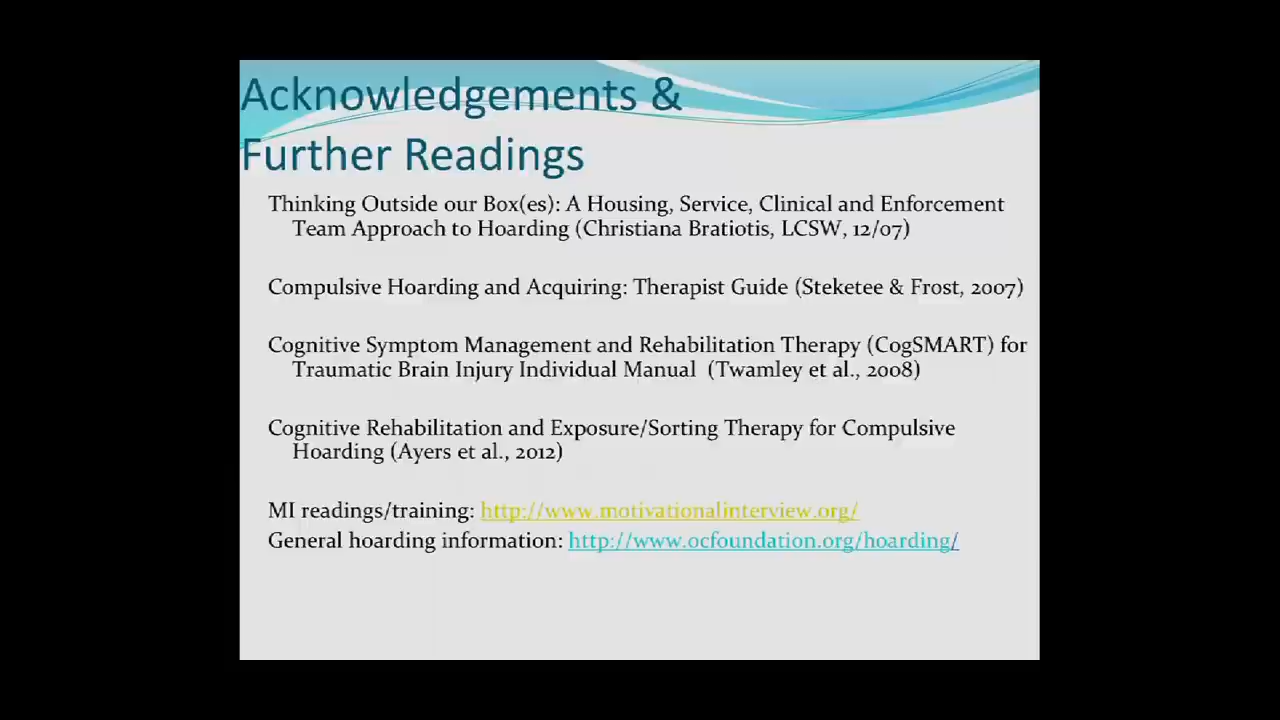 Acknowledgements &
Further Readings
Thinking Outside our Box(es): A Housing, Service, Clinical and Enforcement
Team Approach to Hoarding (Christiana Bratiotis, LCSW, 12/07)
Compulsive Hoarding and Acquiring: Therapist Guide (Steketee & Frost, 2007)
Cognitive Symptom Management and Rehabilitation Therapy (CogSMART) for
Traumatic Brain Injury Individual Manual (Twamley et al., 2008)
Cognitive Rehabilitation and Exposure/Sorting Therapy for Compulsive
Hoarding (Ayers et al., 2012)
MI readings/training: http://www.motivationalinterview.org/
General hoarding information: http://www.ocfoundation.org/hoarding/